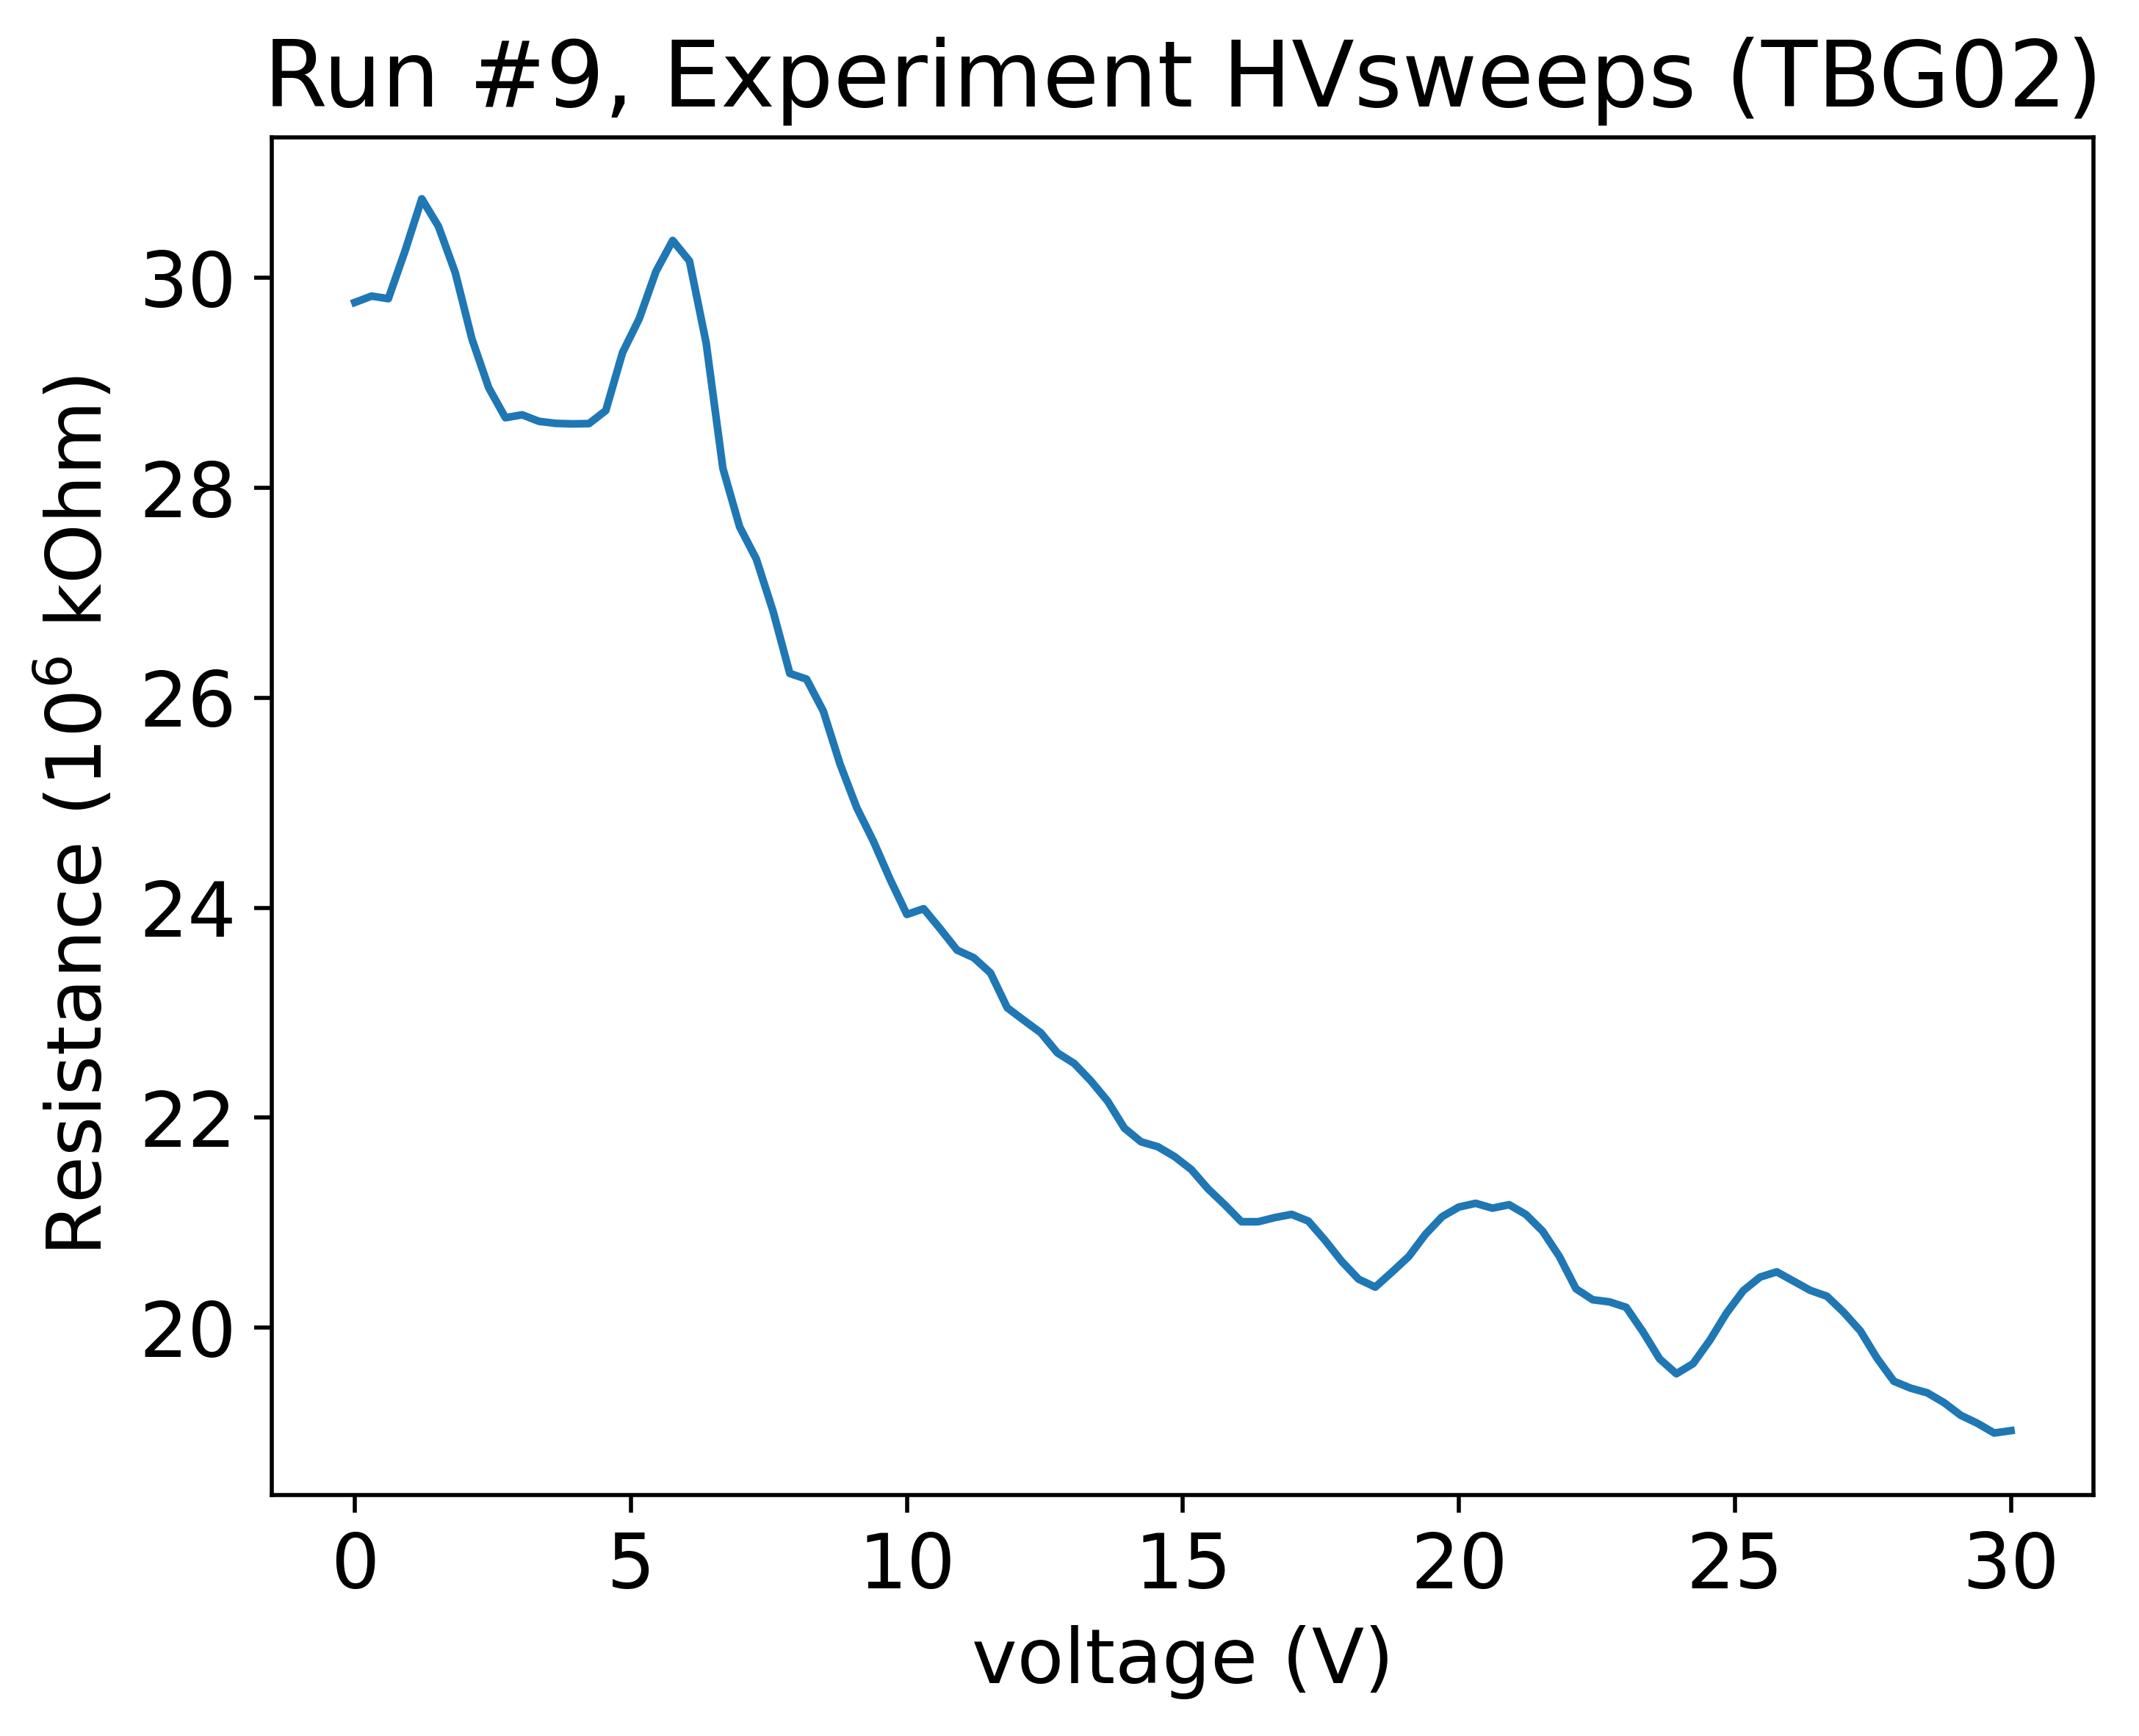 Run #9, Experiment HVsweeps (TBG02)
Resistance (10⁶ kOhm)
30
28
26
24
22
20
0 5 10 15 20 25 30
voltage (V)